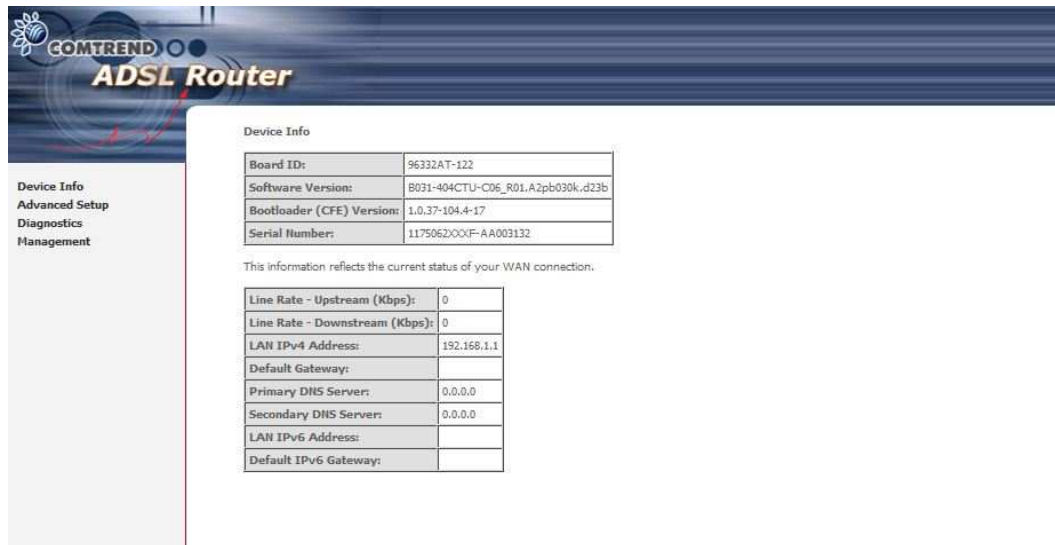 COMTREND
ADSL Router
Device Info
Advanced Setup
Diagnostics
Management
Device Info
Board ID: 96332AT-122
Software Version: B031-404CTU-C06_R01.A2pb030k.d23b
Bootloader (CFE) Version: 1.0.37-104.4-17
Serial Number: 1175062XXXF-AA003132
This information reflects the current status of your WAN connection.
Line Rate - Upstream (Kbps): 0
Line Rate - Downstream (Kbps): 0
LAN IPv4 Address: 192.168.1.1
Default Gateway:
Primary DNS Server: 0.0.0.0
Secondary DNS Server: 0.0.0.0
LAN IPv6 Address:
Default IPv6 Gateway: